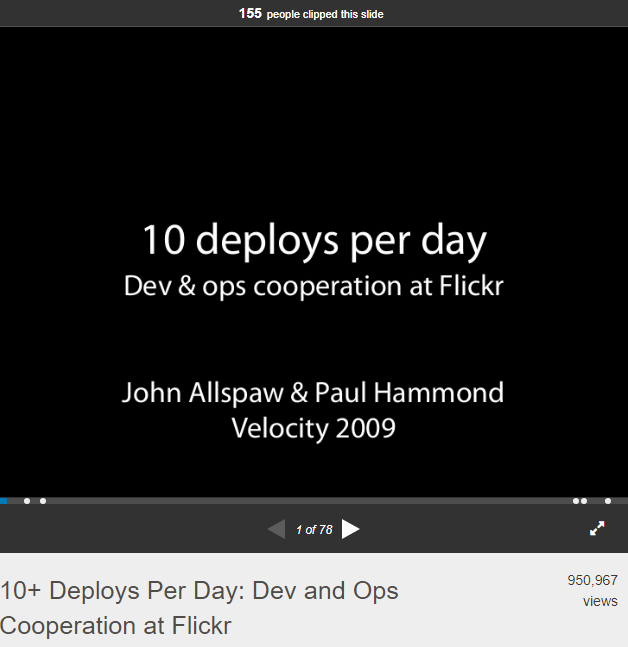 155 people clipped this slide
10 deploys per day
Dev & ops cooperation at Flickr
John Allspaw & Paul Hammond
Velocity 2009
1 of 78
10+ Deploys Per Day: Dev and Ops
Cooperation at Flickr
950,967
views